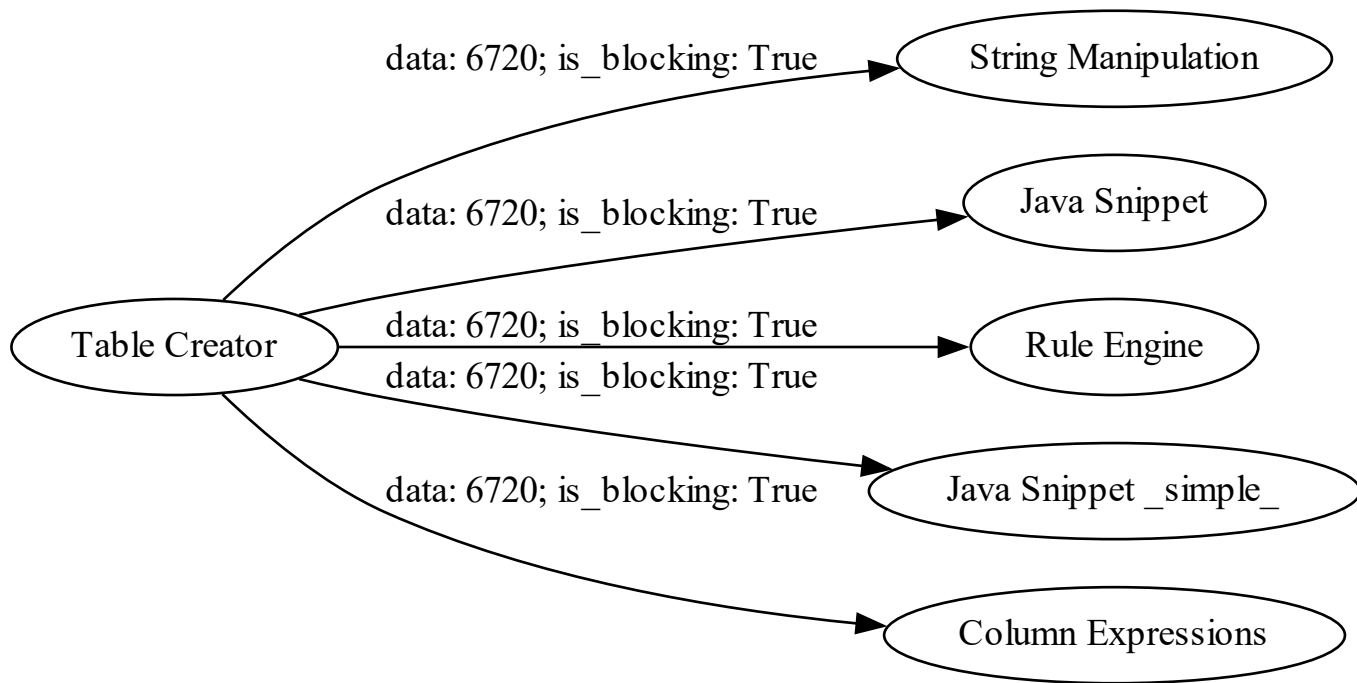 data: 6720; is_blocking: True
String Manipulation
data: 6720; is_blocking: True
Java Snippet
data: 6720; is_blocking: True
Table Creator
Rule Engine
data: 6720; is_blocking: True
data: 6720; is_blocking: True
Java Snippet _simple_
Column Expressions